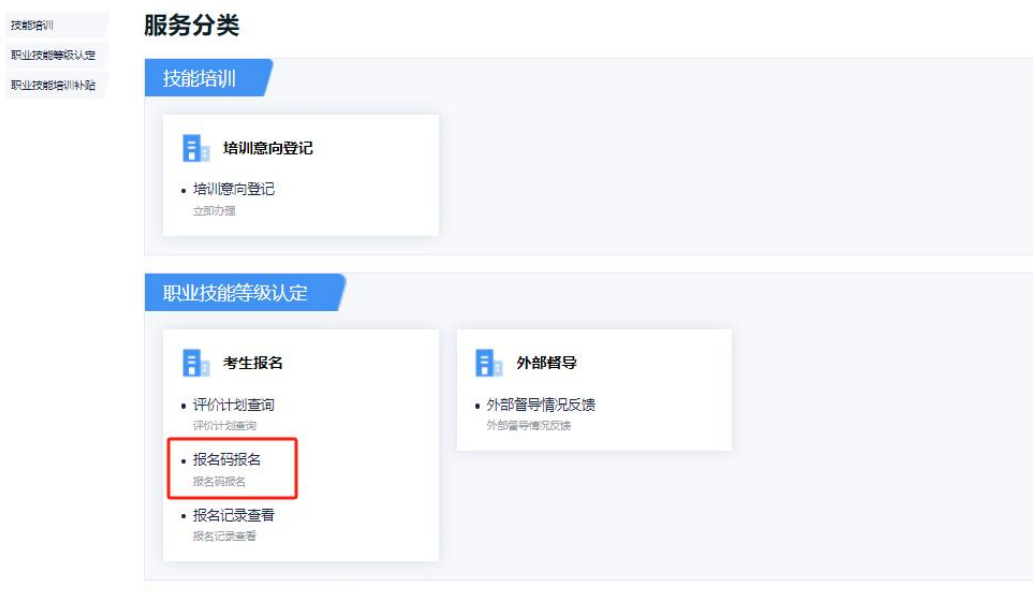 技能培训
职业技能等级认定
职业技能培训补贴
服务分类
技能培训
培训意向登记
培训意向登记
立即办理
职业技能等级认定
考生报名
评价计划查询
评价计划查询
报名码报名
报名码报名
报名记录查看
报名记录查看
外部督导
外部督导情况反馈
外部督导情况反馈